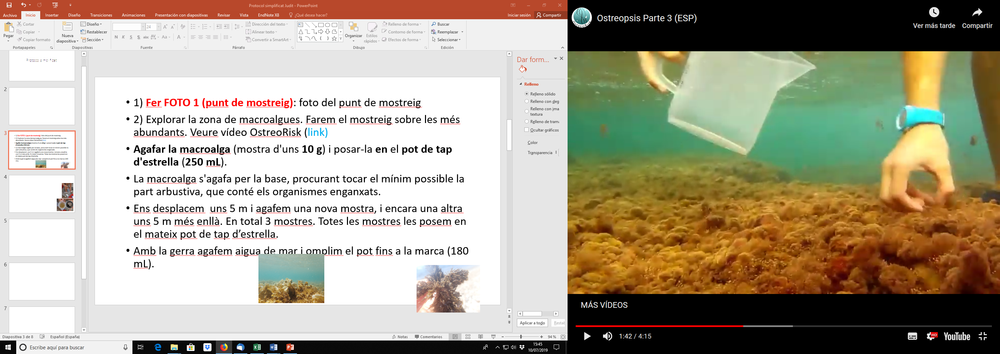 Protocol simplificat Judit - PowerPoint
Archivo Inicio Insertar Diseño Transiciones Animaciones Presentación con diapositivas Revisar Vista EndNote X8 ¿Qué desea hacer? Iniciar sesión Compartir
Pegar
Cortar
Copiar
Copiar formato
Portapapeles
Nueva
diapositiva
Diseño
Restablecer
Sección
Diapositivas
24
N K S S abc AV Aa A
Fuente
Dirección del texto
Alinear texto
Convertir a SmartArt
Párrafo
Organizar
Estilos
rápidos
Relleno de forma
Contorno de forma
Efectos de forma
Dibujo
Buscar
Reemplazar
Seleccionar
Edición
2
3
4
5
6
7
• 1) Fer FOTO 1 (punt de mostreig): foto del punt de mostreig
• 2) Explorar la zona de macroalgues. Farem el mostreig sobre les més
abundants. Veure vídeo OstreoRisk (link)
• Agafar la macroalga (mostra d'uns 10 g) i posar-la en el pot de tap
d'estrella (250 mL).
• La macroalga s'agafa per la base, procurant tocar el mínim possible la
part arbustiva, que conté els organismes enganxats.
• Ens desplacem uns 5 m i agafem una nova mostra, i encara una altra
uns 5 m més enllà. En total 3 mostres. Totes les mostres les posem en
el mateix pot de tap d’estrella.
• Amb la gerra agafem aigua de mar i omplim el pot fins a la marca (180
mL).
Dar form...
Relleno
Relleno sólido
Relleno con deg
Relleno con ima
textura
Relleno de trama
Ocultar gráficos
Color
Transparencia
Aplicar a todo Restab
Diapositiva 3 de 8 Español (España) Notas Comentarios 94 %
Escribe aquí para buscar
15:45
10/07/2019
Ostreopsis Parte 3 (ESP)
Ver más tarde Compartir
MÁS VÍDEOS
1:42 / 4:15
HD YouTube